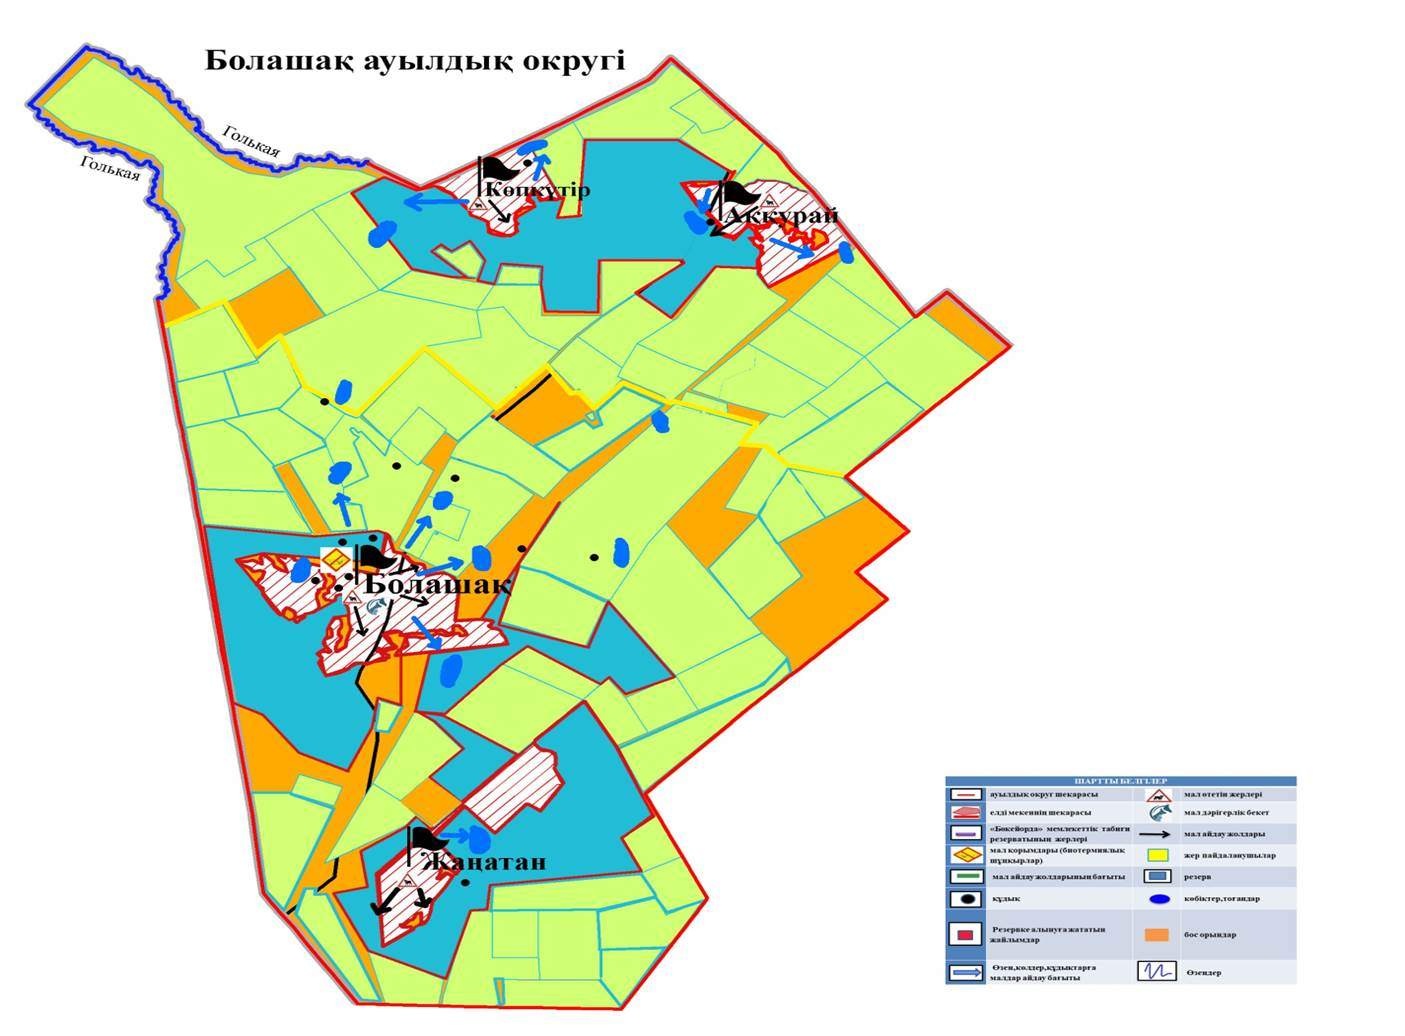 Болашақ ауылдық округі
Голькая
Голькая
Көпкүтір
Аққурай
Болашақ
Жаңатан
ШАРТТЫ БЕЛГІЛЕР
ауылдық округ шекарасы
мал өтетін жерлері
елді мекеннің шекарасы
мал дәрігерлік бекет
«Бөкейорда» мемлекеттік табиғи
резерватының жерлері
мал айдау жолдары
мал қорымдары (биотермиялық
шұңқырлар)
жер пайдаланушылар
мал айдау жолдарының бағыты
резерв
құдық
көбіктер,тоғандар
Резервке алынуға жататын
жайлымдар
бос орындар
Өзен,көлдер,құдықтарға
малдар айдау бағыты
Өзендер